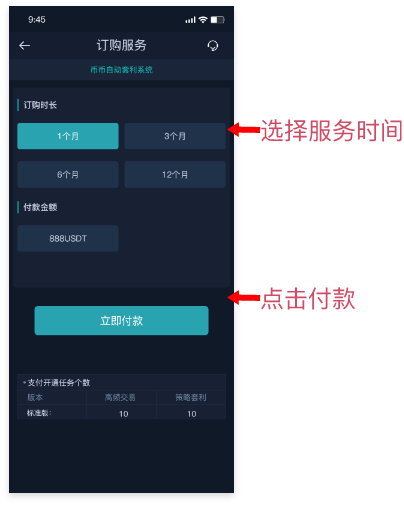 9:45
订购服务
币币自动套利系统
订购时长
1个月
3个月
选择服务时间
6个月
12个月
付款金额
888USDT
点击付款
立即付款
*支付开通任务个数
版本 高频交易 策略套利
标准版: 10 10